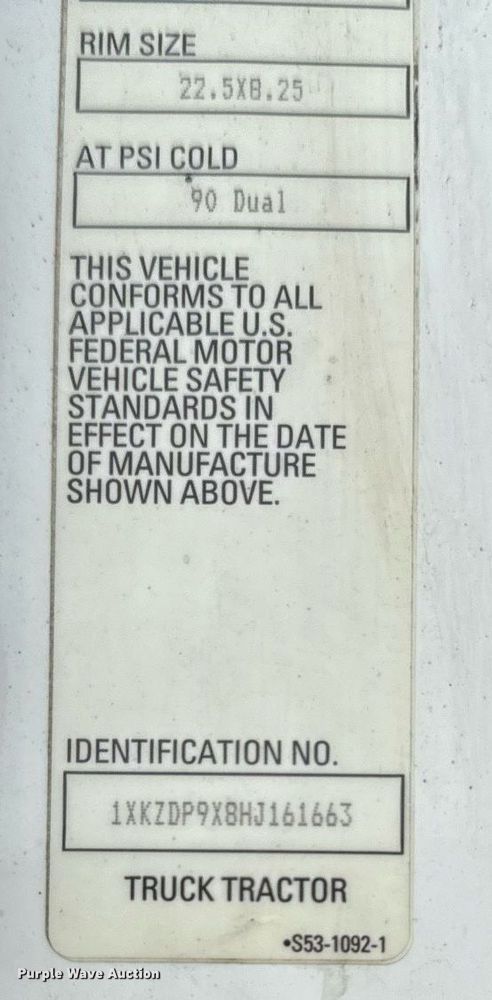 RIM SIZE
22.5X8.25
AT PSI COLD
90 Dual
THIS VEHICLE
CONFORMS TO ALL
APPLICABLE U.S.
FEDERAL MOTOR
VEHICLE SAFETY
STANDARDS IN
EFFECT ON THE DATE
OF MANUFACTURE
SHOWN ABOVE.
IDENTIFICATION NO.
1XKZDP9X8HJ161663
TRUCK TRACTOR
•S53-1092-1
Purple Wave Auction